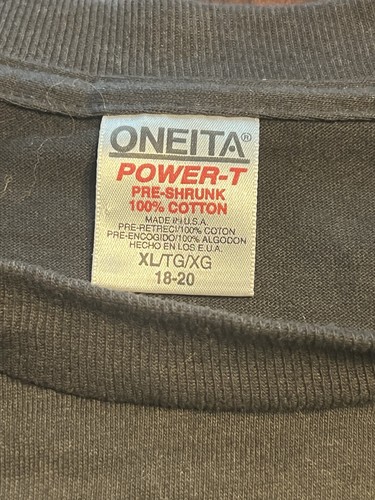 ONEITA®
POWER-T
PRE-SHRUNK
100% COTTON
MADE IN U.S.A.
PRE-RETRECI/100% COTON
PRE-ENCOGIDO/100% ALGODON
HECHO EN LOS E.U.A.
XL/TG/XG
18-20